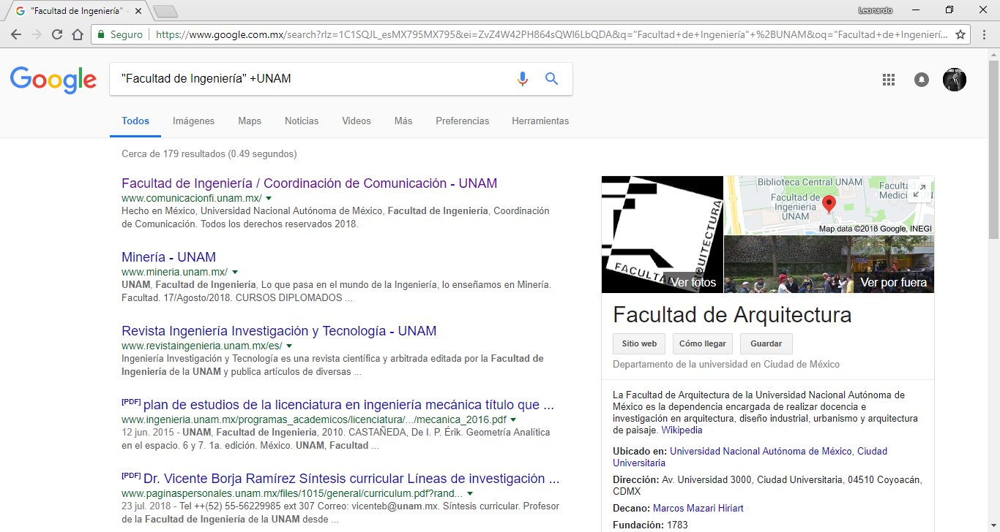 "Facultad de Ingeniería" -
Leonardo
Seguro
https://www.google.com.mx/search?rlz=1C1SQJL_esMX795MX795&ei=ZvZ4W42PH864sQWI6LbQDA&q="Facultad+de+Ingeniería"+%2BUNAM&oq="Facultad+de+Ingenierí...
Google
"Facultad de Ingeniería" +UNAM
Todos Imágenes Maps Noticias Videos Más Preferencias Herramientas
Cerca de 179 resultados (0.49 segundos)
Facultad de Ingeniería / Coordinación de Comunicación - UNAM
www.comunicacionfi.unam.mx/
Hecho en México, Universidad Nacional Autónoma de México, Facultad de Ingeniería, Coordinación
de Comunicación. Todos los derechos reservados 2018.
Minería - UNAM
www.mineria.unam.mx/
UNAM, Facultad de Ingeniería, Lo que pasa en el mundo de la Ingeniería, lo enseñamos en Minería.
Facultad. 17/Agosto/2018. CURSOS DIPLOMADOS ...
Revista Ingeniería Investigación y Tecnología - UNAM
www.revistaingenieria.unam.mx/es/
Ingeniería Investigación y Tecnología es una revista científica y arbitrada editada por la Facultad de
Ingeniería de la UNAM y publica artículos de diversas ...
[PDF] plan de estudios de la licenciatura en ingeniería mecánica título que ...
www.ingenieria.unam.mx/programas_academicos/licenciatura/.../mecanica_2016.pdf
12 jun. 2015 - UNAM, Facultad de Ingeniería, 2010. CASTAÑEDA, De I. P. Érik. Geometría Analítica
en el espacio. 6 y 7. 1a. edición. México. UNAM, Facultad ...
[PDF] Dr. Vicente Borja Ramírez Síntesis curricular Líneas de investigación ...
www.paginaspersonales.unam.mx/files/1015/general/curriculum.pdf?rand...
23 jul. 2018 - Tel ++(52) 55-56229985 ext 307 Correo: vicenteb@unam.mx. Síntesis curricular. Profesor
de la Facultad de Ingeniería de la UNAM desde ...
FACULTAD
ARQUITECTURA
Ver fotos
Biblioteca Central UNAM
Facultad de
Ingeniería
UNAM
Facultad
Medicin
Map data ©2018 Google, INEGI
Ver por fuera
Facultad de Arquitectura
Sitio web Cómo llegar Guardar
Departamento de la universidad en Ciudad de México
La Facultad de Arquitectura de la Universidad Nacional Autónoma de
México es la dependencia encargada de realizar docencia e
investigación en arquitectura, diseño industrial, urbanismo y arquitectura
de paisaje. Wikipedia
Ubicado en: Universidad Nacional Autónoma de México, Ciudad
Universitaria
Dirección: Av. Universidad 3000, Ciudad Universitaria, 04510 Coyoacán,
CDMX
Decano: Marcos Mazari Hiriart
Fundación: 1783